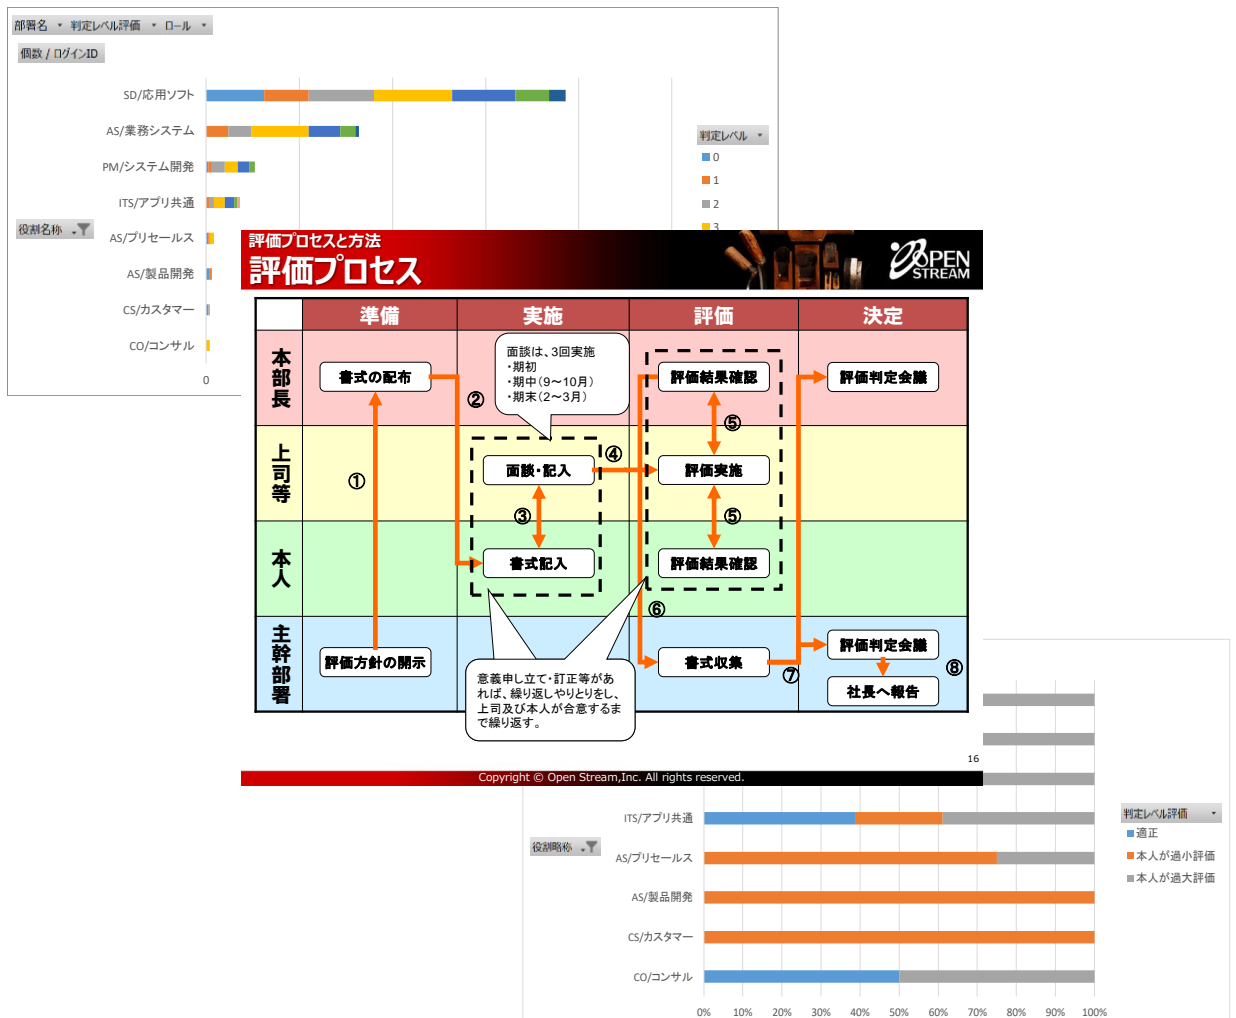 部署名 判定レベル評価 ロール
個数 / ログインID
SD/応用ソフト
AS/業務システム
PM/システム開発
ITS/アプリ共通
AS/プリセールス
AS/製品開発
CS/カスタマー
CO/コンサル
役割名称
0
判定レベル
0
1
2
3
評価プロセスと方法
評価プロセス
OPEN
STREAM
準備 実施 評価 決定
本部長
書式の配布
②
面談は、3回実施
・期初
・期中(9～10月)
・期末(2～3月)
評価結果確認
評価判定会議
⑤
上司等
①
面談・記入
④
評価実施
③
⑤
本人
書式記入
評価結果確認
⑥
主幹部署
評価方針の開示
意義申し立て・訂正等があ
れば、繰り返しやりとりをし、
上司及び本人が合意するま
で繰り返す。
書式収集
⑦
評価判定会議
⑧
社長へ報告
16
Copyright © Open Stream,Inc. All rights reserved.
ITS/アプリ共通
AS/プリセールス
AS/製品開発
CS/カスタマー
CO/コンサル
役割略称
0% 10% 20% 30% 40% 50% 60% 70% 80% 90% 100%
判定レベル評価
適正
本人が過小評価
本人が過大評価